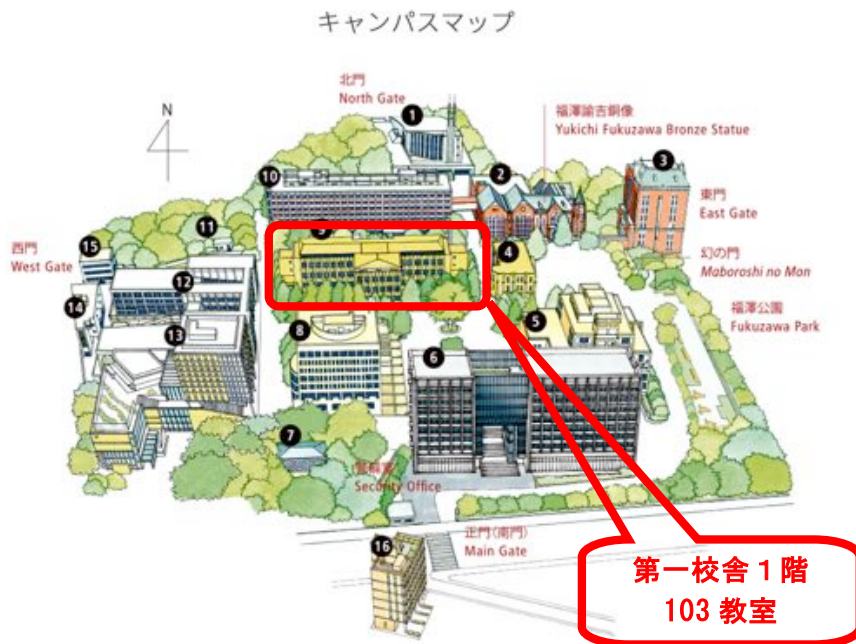 キャンパスマップ
北門
North Gate
N
1
福澤諭吉銅像
Yukichi Fukuzawa Bronze Statue
2
3
10
東門
East Gate
11
西門
West Gate
15
9
4
幻の門
Maboroshi no Mon
12
14
13
福澤公園
Fukuzawa Park
8
5
6
7
警備室
Security Office
正門(南門)
Main Gate
16
第一校舎1階
103 教室